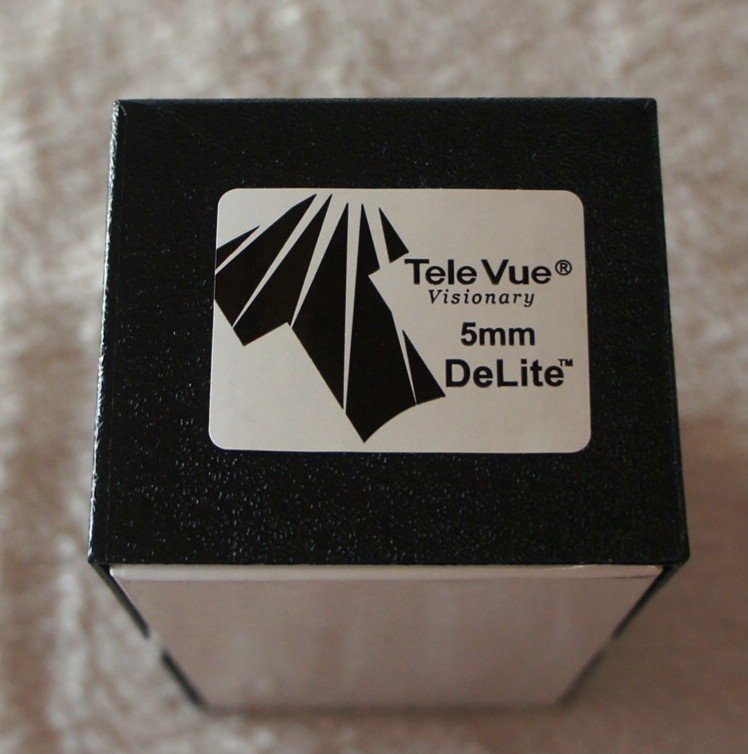 Tele Vue®
Visionary
5mm
DeLite™